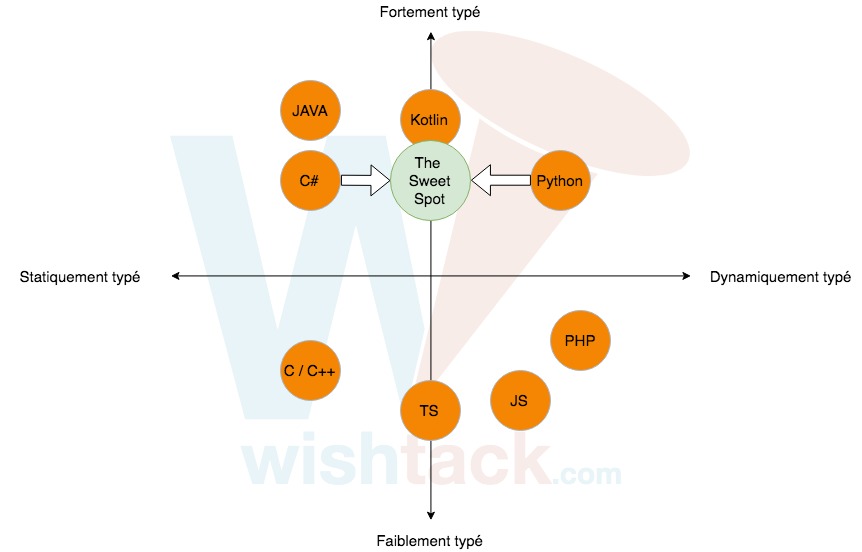 Fortement typé
JAVA
Kotlin
The
Sweet
Spot
C#
Python
Statiquement typé
Dynamiquement typé
PHP
C / C++
TS
JS
wishtack.com
Faiblement typé